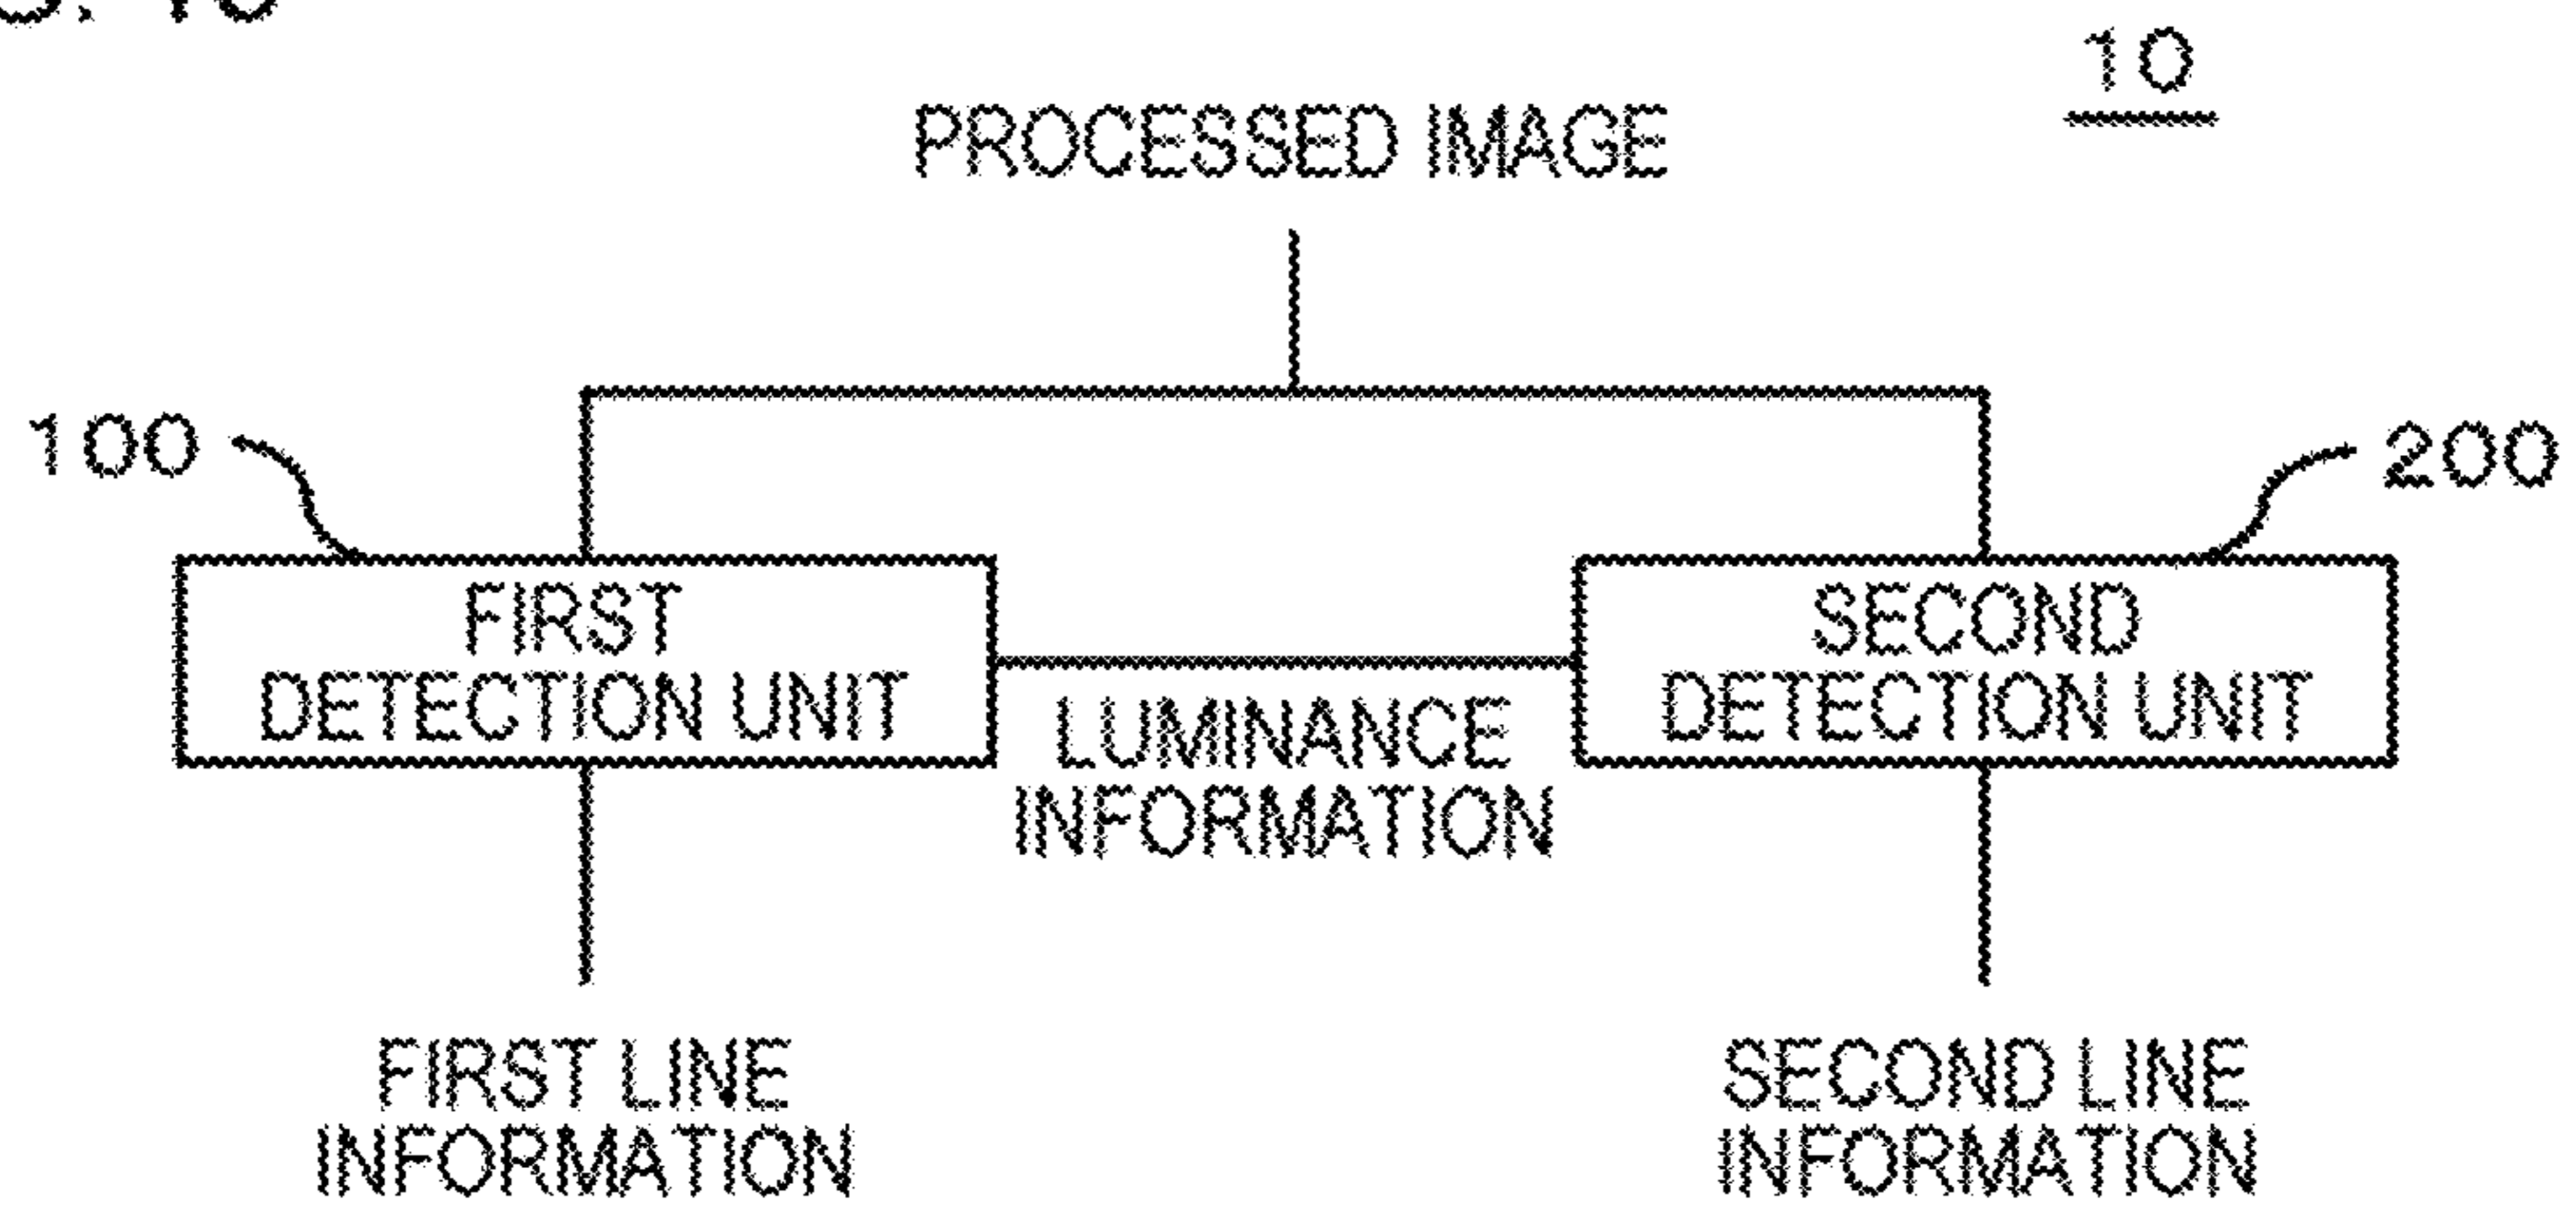 10
PROCESSED IMAGE
100
200
FIRST
DETECTION UNIT
SECOND
DETECTION UNIT
LUMINANCE
INFORMATION
FIRST LINE
INFORMATION
SECOND LINE
INFORMATION